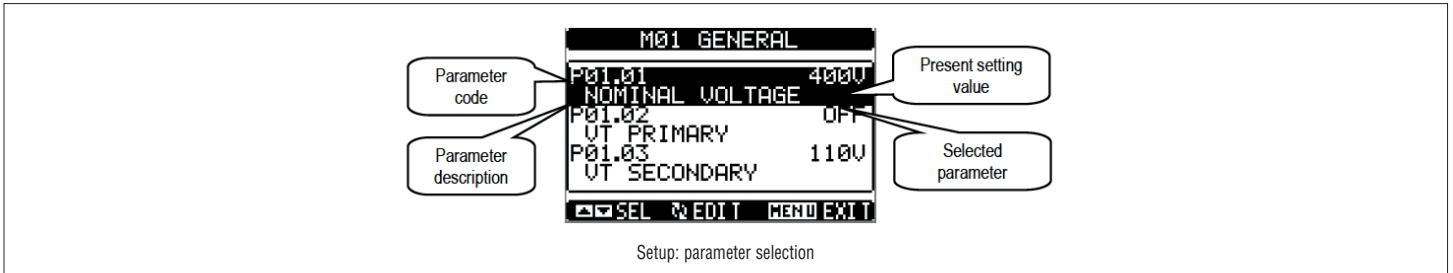 M01 GENERAL
Parameter
code
Present setting
value
P01.01 400V
NOMINAL VOLTAGE
P01.02 OFF
VT PRIMARY
P01.03 110V
VT SECONDARY
Parameter
description
Selected
parameter
SEL EDIT MENU EXIT
Setup: parameter selection